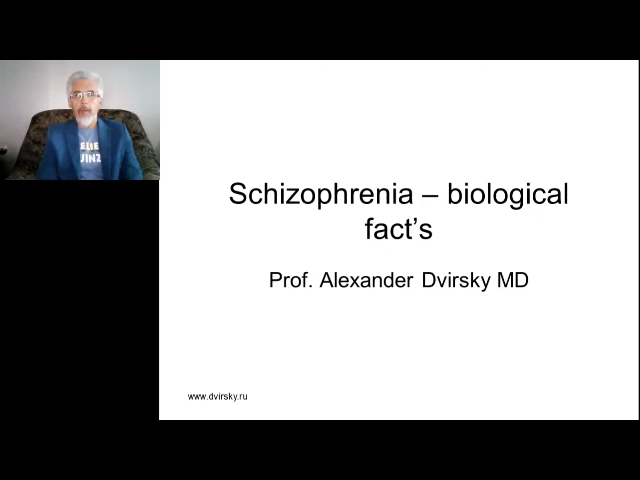 Schizophrenia – biological
fact's
Prof. Alexander Dvirsky MD
www.dvirsky.ru